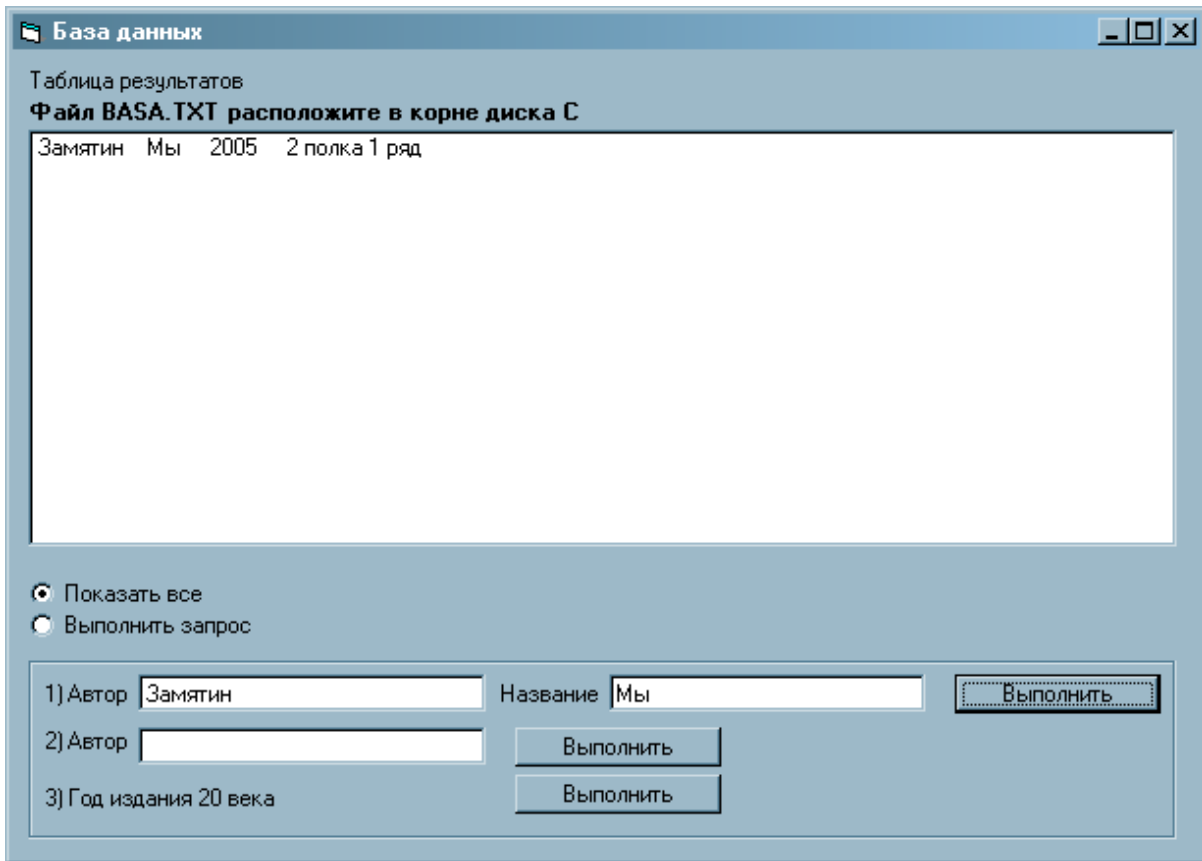 База данных
Таблица результатов
Файл BASA.TXT расположите в корне диска C
Замятин Мы 2005 2 полка 1 ряд
Показать все
Выполнить запрос
1) Автор Замятин Название Мы Выполнить
2) Автор Выполнить
3) Год издания 20 века Выполнить